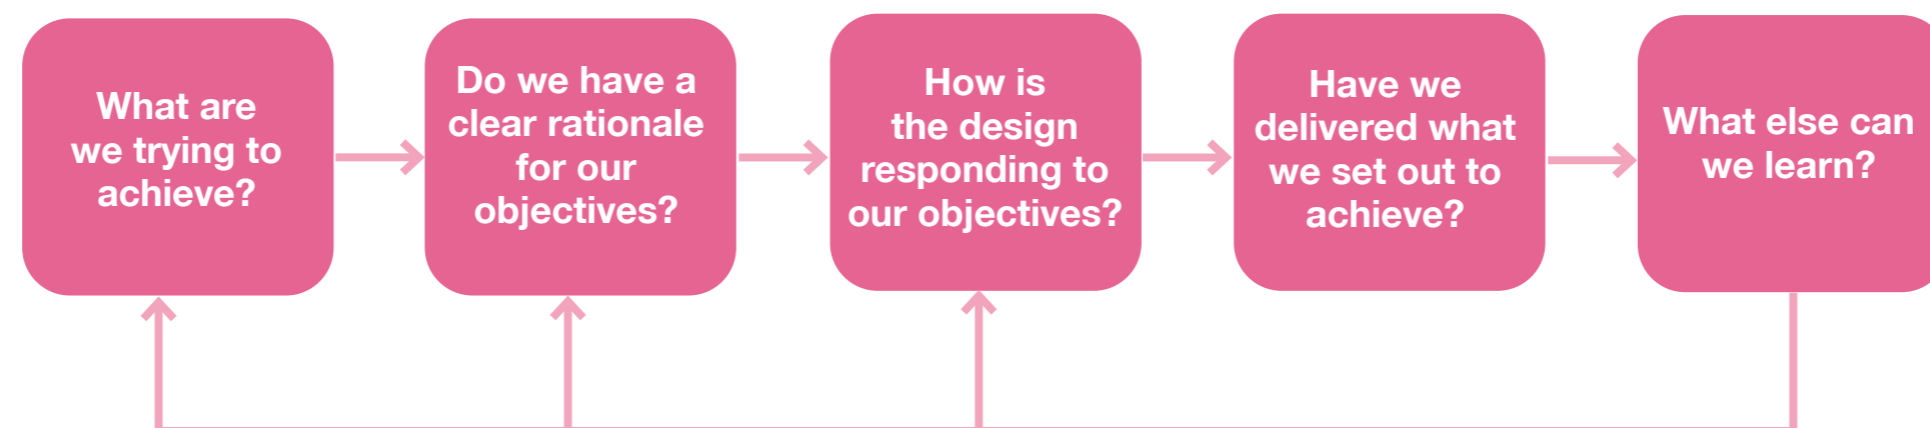 What are
we trying to
achieve?
Do we have a
clear rationale
for our
objectives?
How is
the design
responding to
our objectives?
Have we
delivered what
we set out to
achieve?
What else can
we learn?